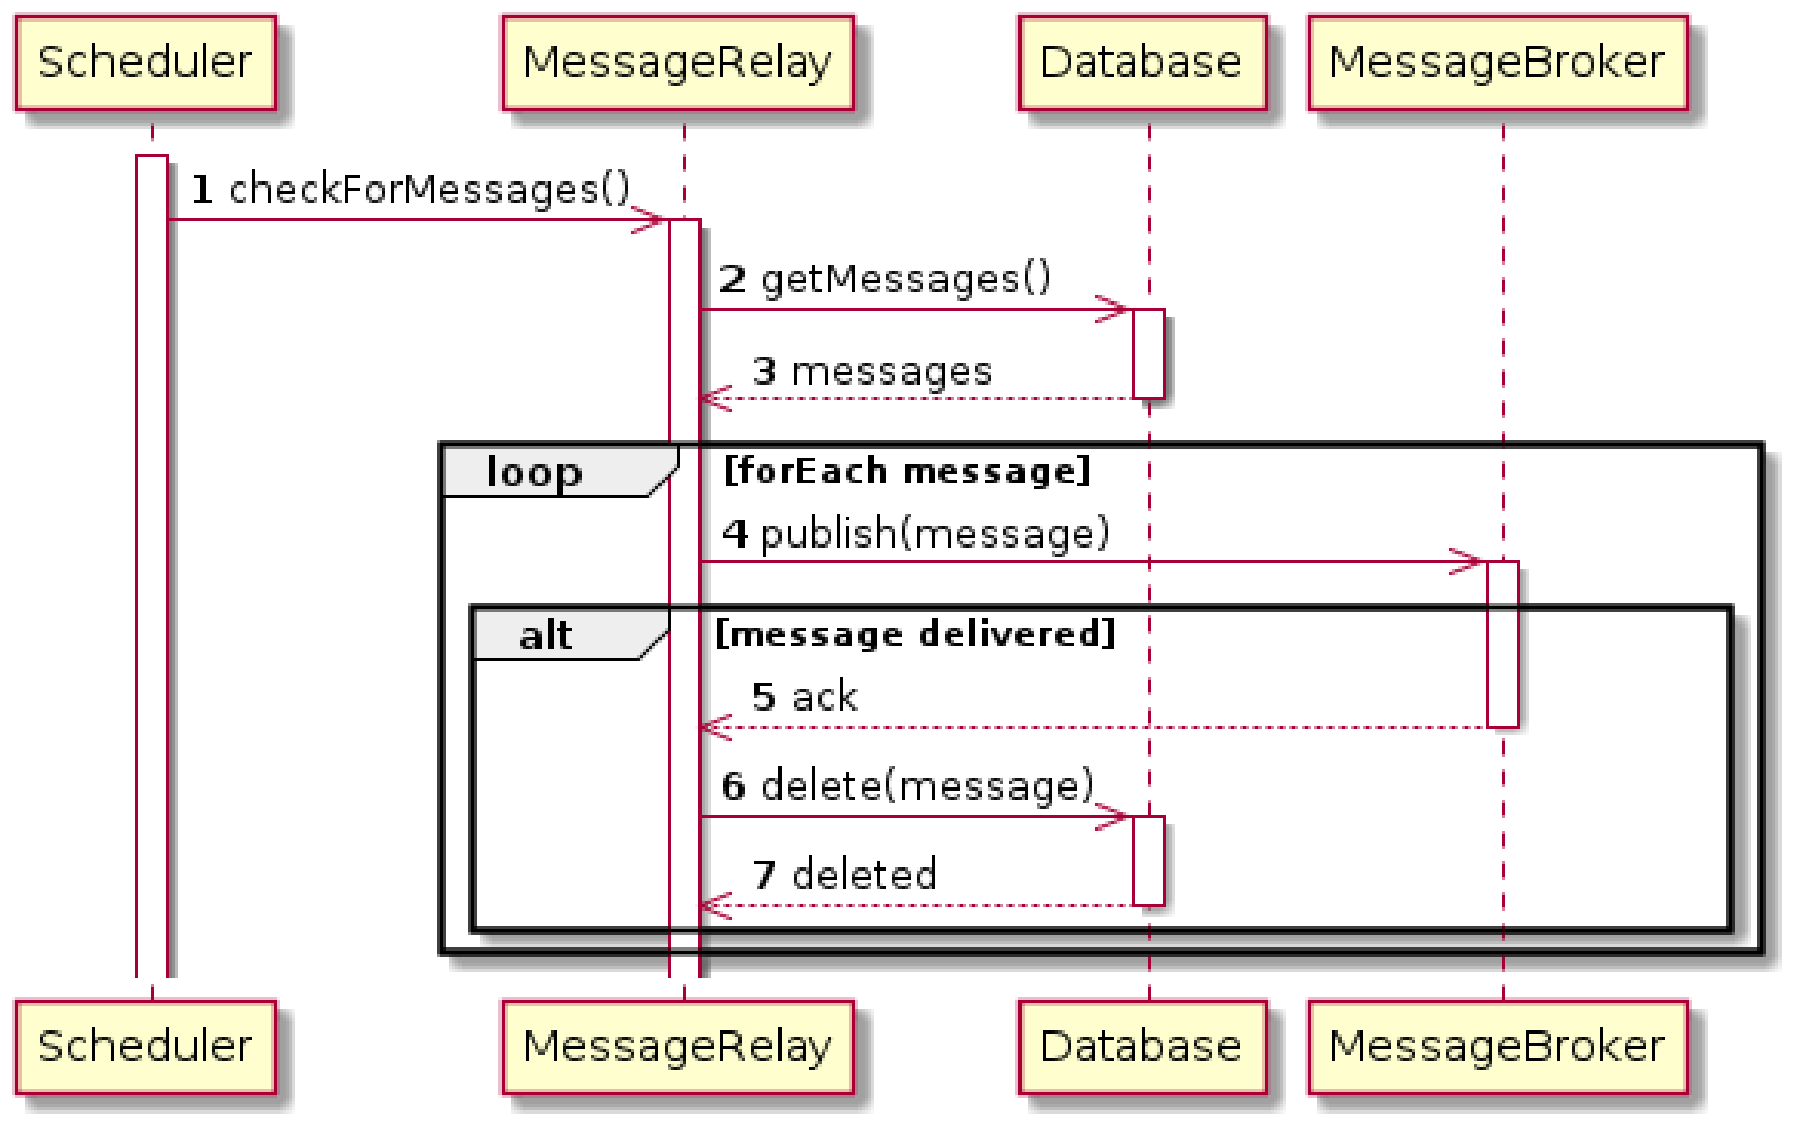 Scheduler MessageRelay Database MessageBroker
1 checkForMessages()
2 getMessages()
3 messages
loop [forEach message]
4 publish(message)
alt [message delivered]
5 ack
6 delete(message)
7 deleted
Scheduler MessageRelay Database MessageBroker